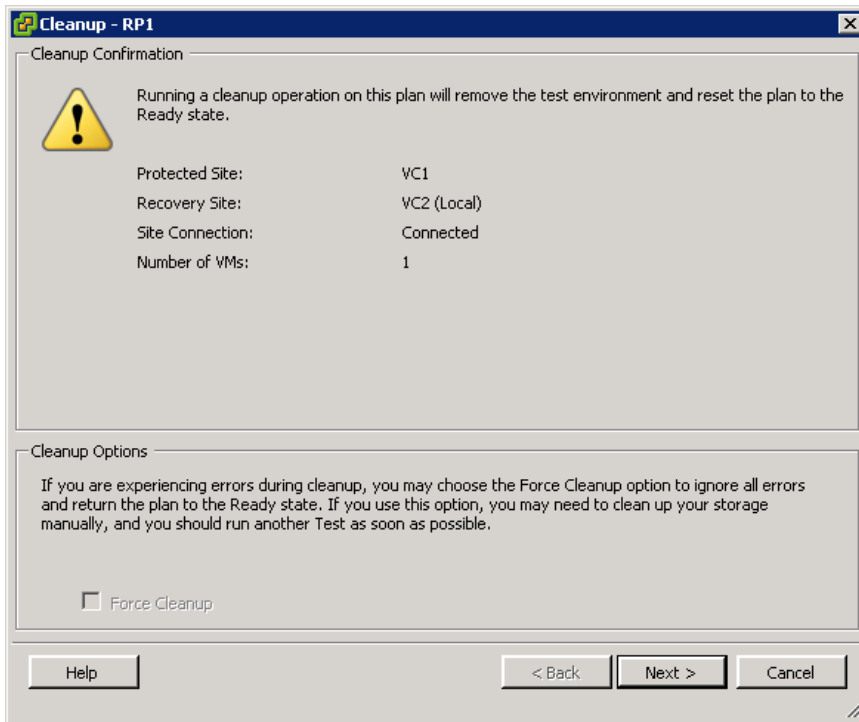 Cleanup - RP1
Cleanup Confirmation
Running a cleanup operation on this plan will remove the test environment and reset the plan to the
Ready state.
Protected Site: VC1
Recovery Site: VC2 (Local)
Site Connection: Connected
Number of VMs: 1
Cleanup Options
If you are experiencing errors during cleanup, you may choose the Force Cleanup option to ignore all errors
and return the plan to the Ready state. If you use this option, you may need to clean up your storage
manually, and you should run another Test as soon as possible.
Force Cleanup
Help < Back Next > Cancel